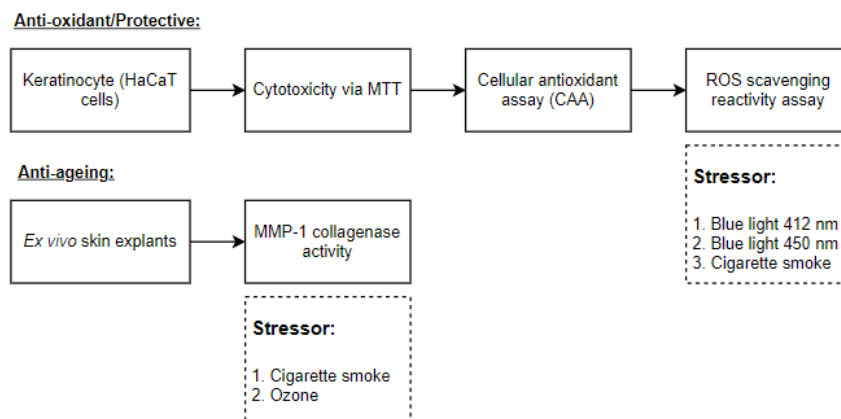 Anti-oxidant/Protective:
Keratinocyte (HaCaT
cells)
Cytotoxicity via MTT
Cellular antioxidant
assay (CAA)
ROS scavenging
reactivity assay
Stressor:
1. Blue light 412 nm
2. Blue light 450 nm
3. Cigarette smoke
Anti-ageing:
Ex vivo skin explants
MMP-1 collagenase
activity
Stressor:
1. Cigarette smoke
2. Ozone